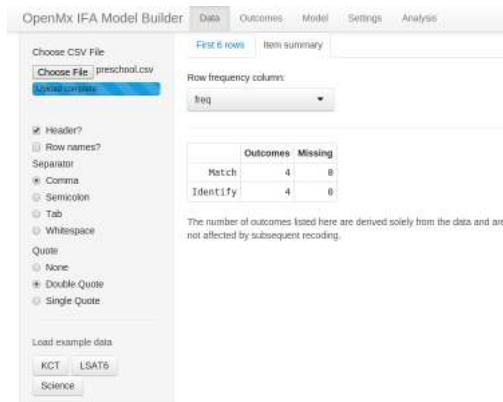 OpenMx IFA Model Builder Data Outcomes Model Settings Analysis
Choose CSV File
Choose File preschool.csv
Upload complete
Header?
Row names?
Separator
Comma
Semicolon
Tab
Whitespace
Quote
None
Double Quote
Single Quote
Load example data
KCT LSAT6
Science
First 6 rows Item summary
Row frequency column:
freq
Outcomes Missing
Match 4 0
Identify 4 0
The number of outcomes listed here are derived solely from the data and are
not affected by subsequent recoding.